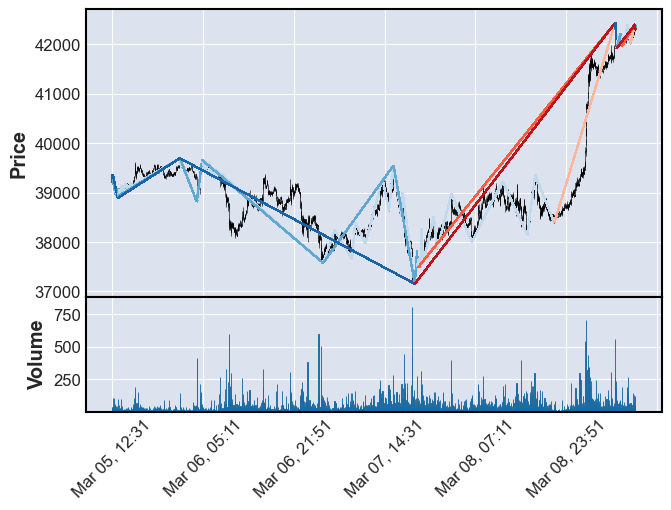 Price
42000
41000
40000
39000
38000
37000
Volume
750
500
250
Mar 05, 12:31
Mar 06, 05:11
Mar 06, 21:51
Mar 07, 14:31
Mar 08, 07:11
Mar 08, 23:51